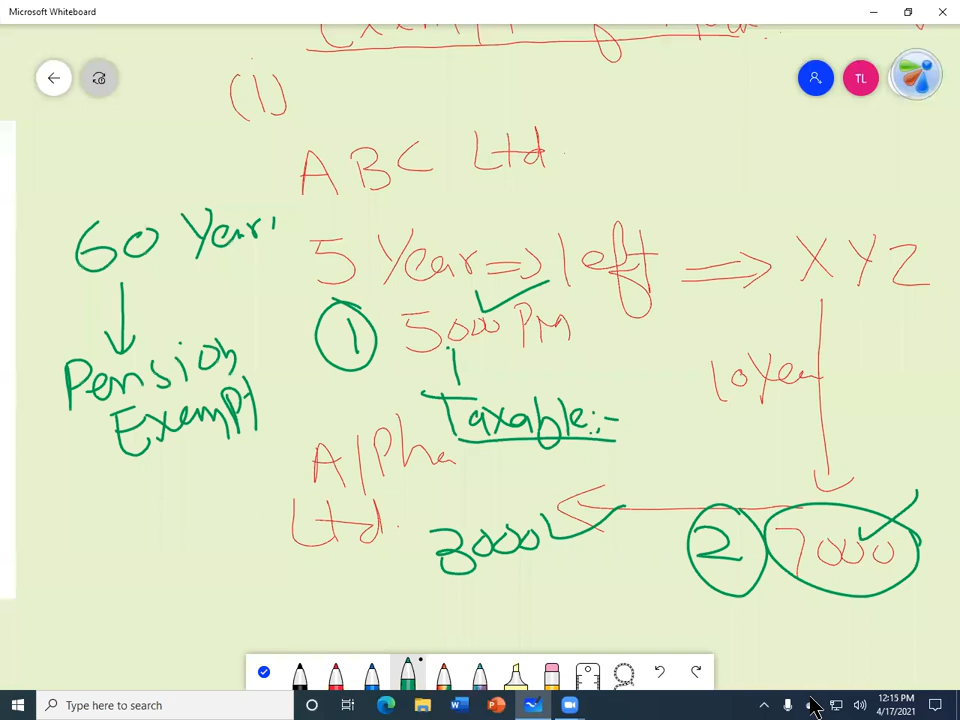 Microsoft Whiteboard
TL
(1)
ABC Ltd
60 Year
5 Year => left => XYZ
1 5000 PM
10 Year
Pension
Exempt
Taxable:-
Alpha
Ltd.
3000
2 7000
Type here to search
12:15 PM
4/17/2021